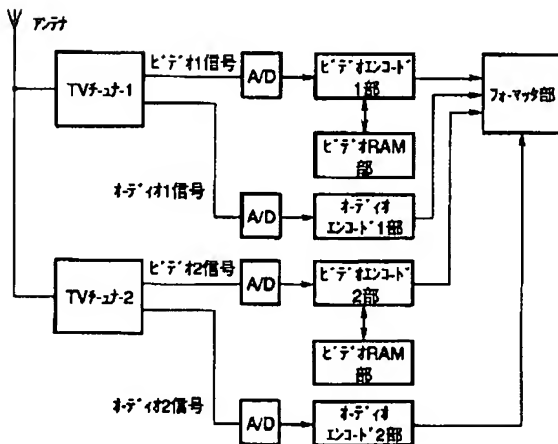 アンテナ
TVチューナ-1
ビデオ1信号
A/D
ビデオエンコード
1部
フォーマッタ部
ビデオRAM
部
オーディオ1信号
A/D
オーディオ
エンコード1部
TVチューナ-2
ビデオ2信号
A/D
ビデオエンコード
2部
ビデオRAM
部
オーディオ2信号
A/D
オーディオ
エンコード2部